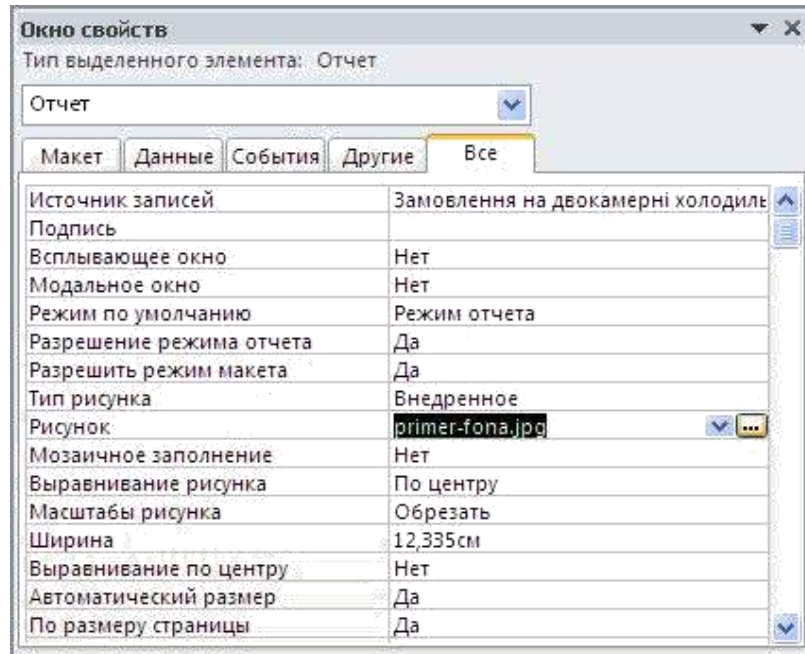 Окно свойств
Тип выделенного элемента: Отчет
Отчет
Макет Данные События Другие Все
Источник записей Замовлення на двокамерні холодиль
Подпись
Всплывающее окно Нет
Модальное окно Нет
Режим по умолчанию Режим отчета
Разрешение режима отчета Да
Разрешить режим макета Да
Тип рисунка Внедренное
Рисунок primer-fona.jpg
Мозаичное заполнение Нет
Выравнивание рисунка По центру
Масштабы рисунка Обрезать
Ширина 12,335см
Выравнивание по центру Нет
Автоматический размер Да
По размеру страницы Да